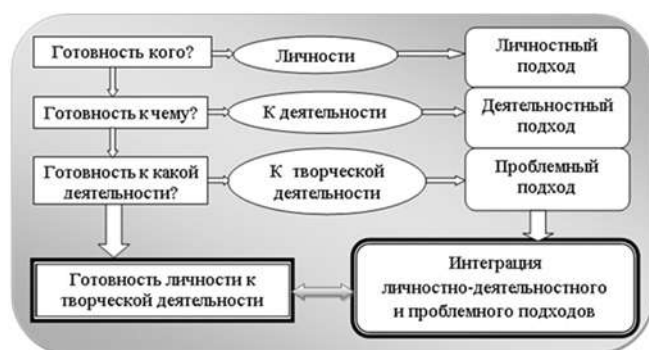 Готовность кого?
Личности
Личностный
подход
Готовность к чему?
К деятельности
Деятельностный
подход
Готовность к какой
деятельности?
К творческой
деятельности
Проблемный
подход
Готовность личности к
творческой деятельности
Интеграция
личностно-деятельностного
и проблемного подходов